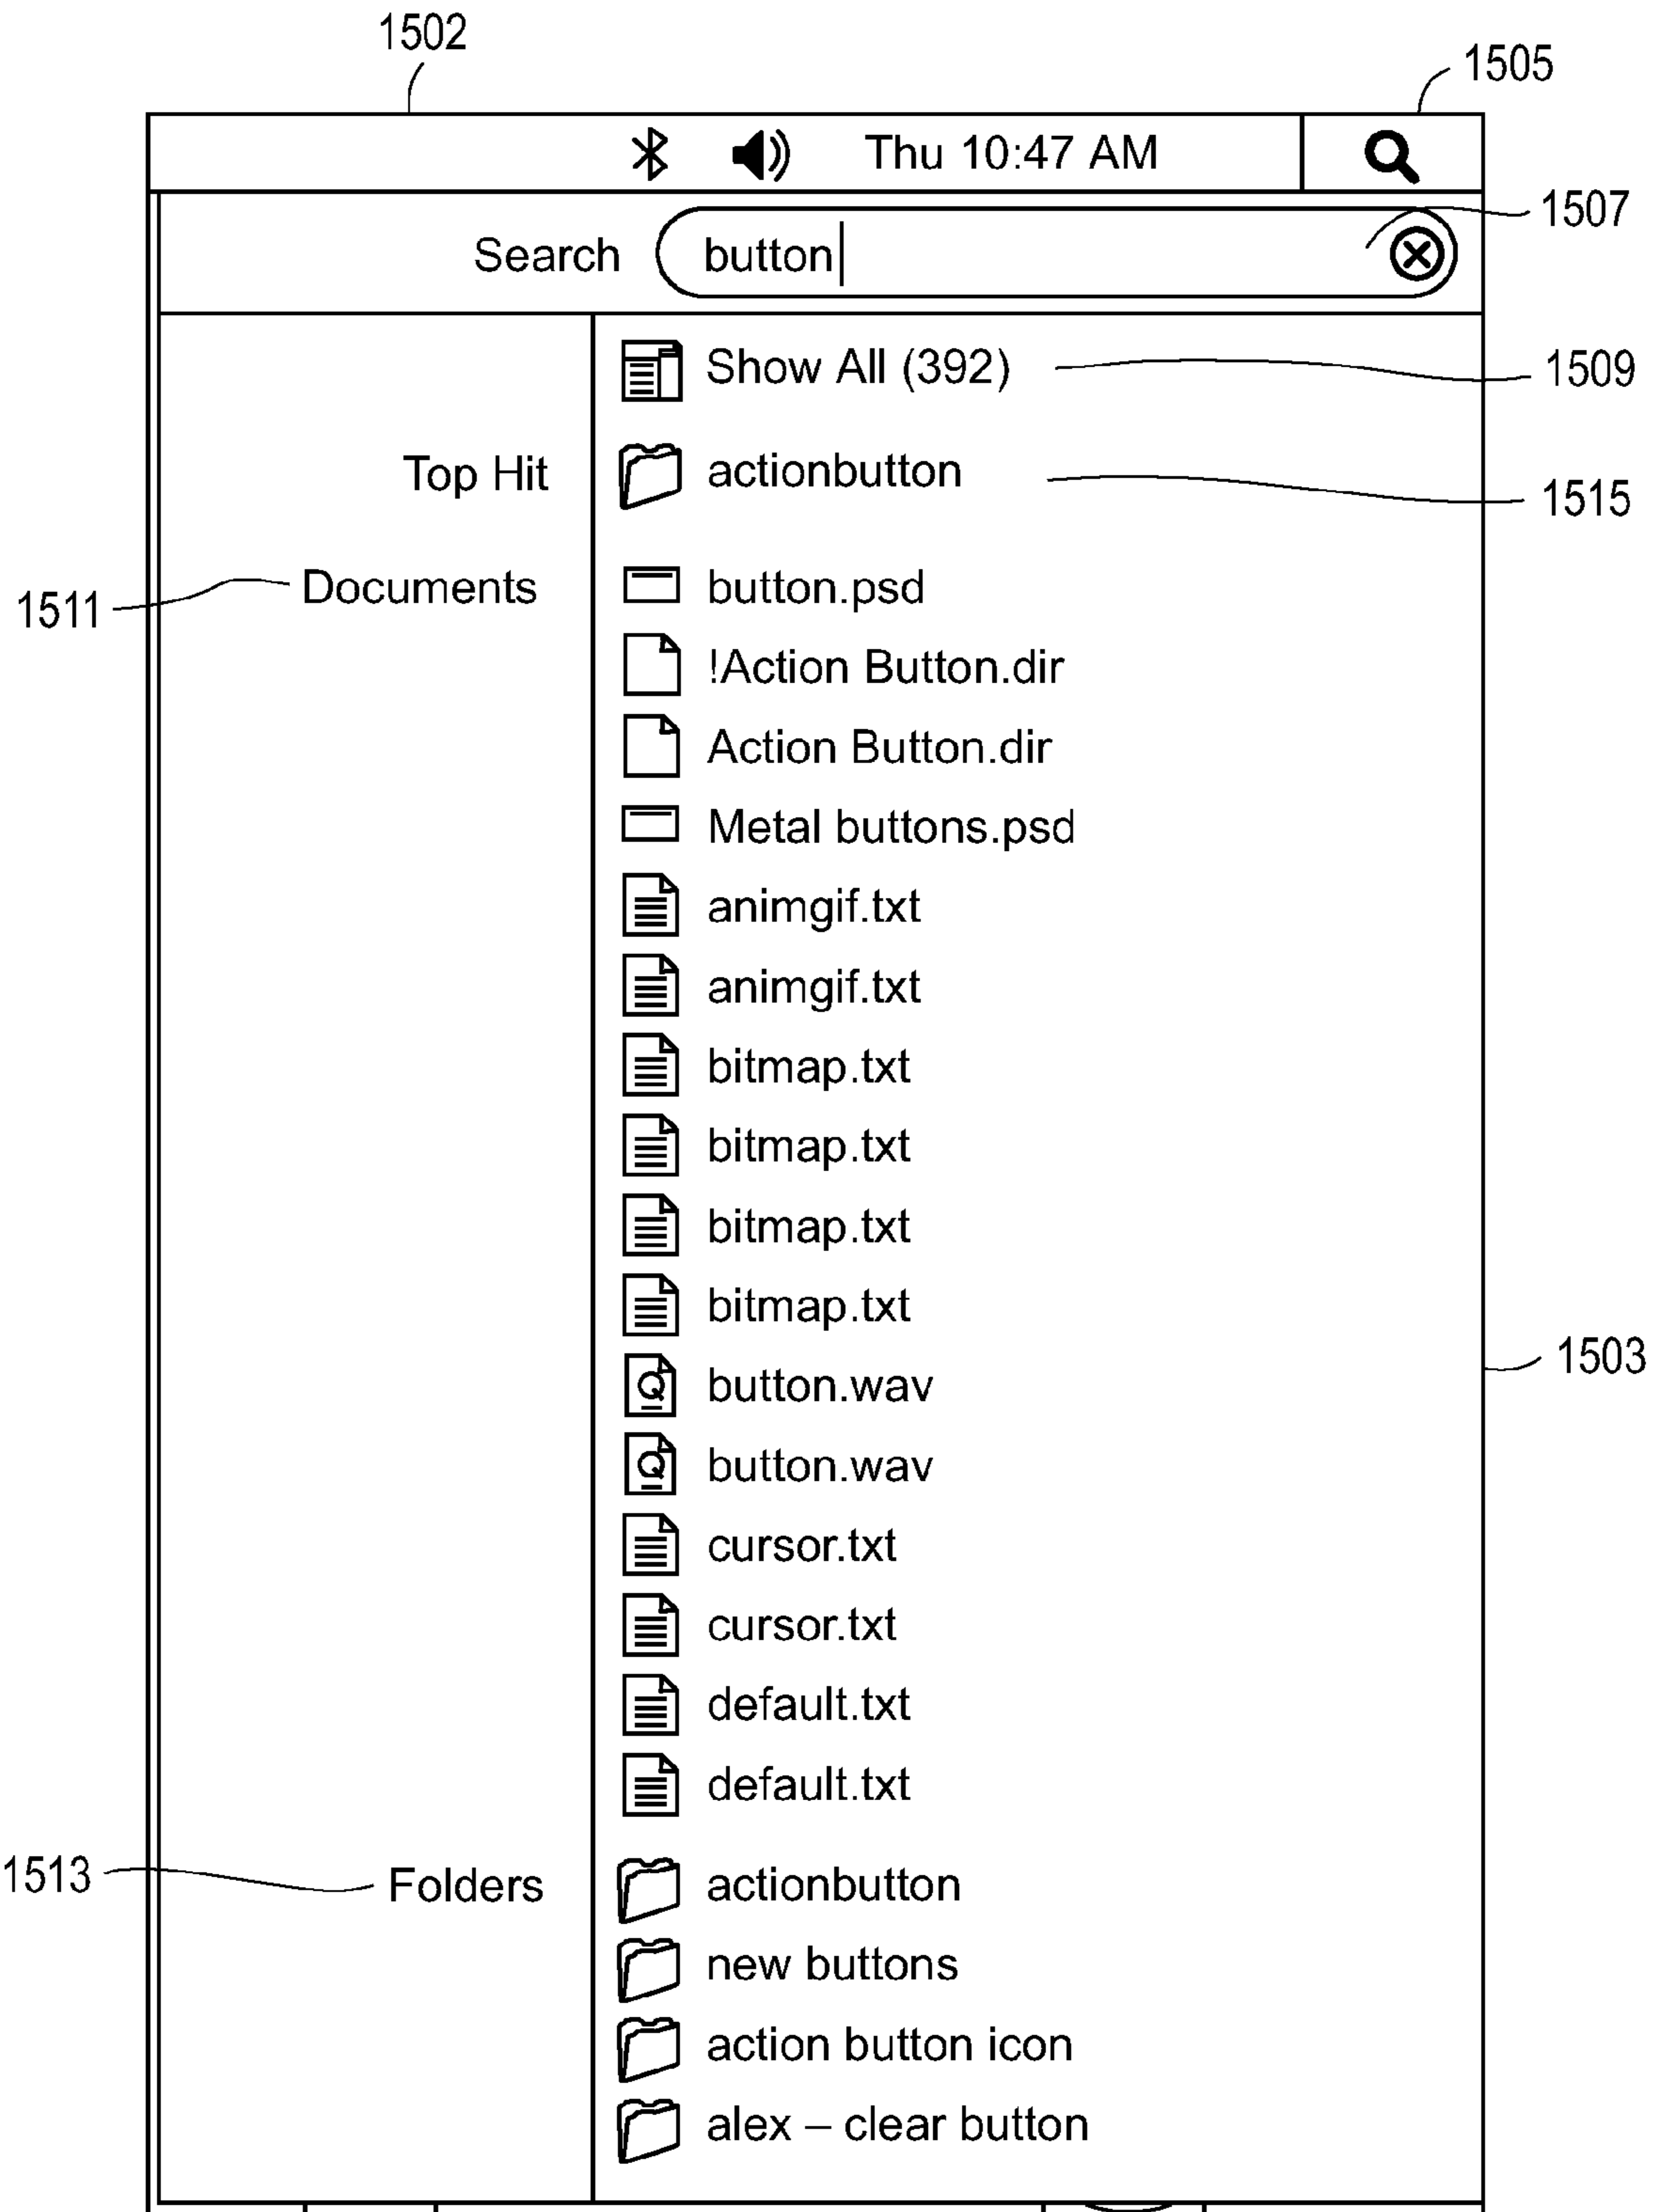 1502
1505
Thu 10:47 AM
1507
Search button
Show All (392) 1509
Top Hit actionbutton
1515
1511 Documents button.psd
!Action Button.dir
Action Button.dir
Metal buttons.psd
animgif.txt
animgif.txt
bitmap.txt
bitmap.txt
bitmap.txt
bitmap.txt
1503
button.wav
button.wav
cursor.txt
cursor.txt
default.txt
default.txt
1513 Folders actionbutton
new buttons
action button icon
alex – clear button